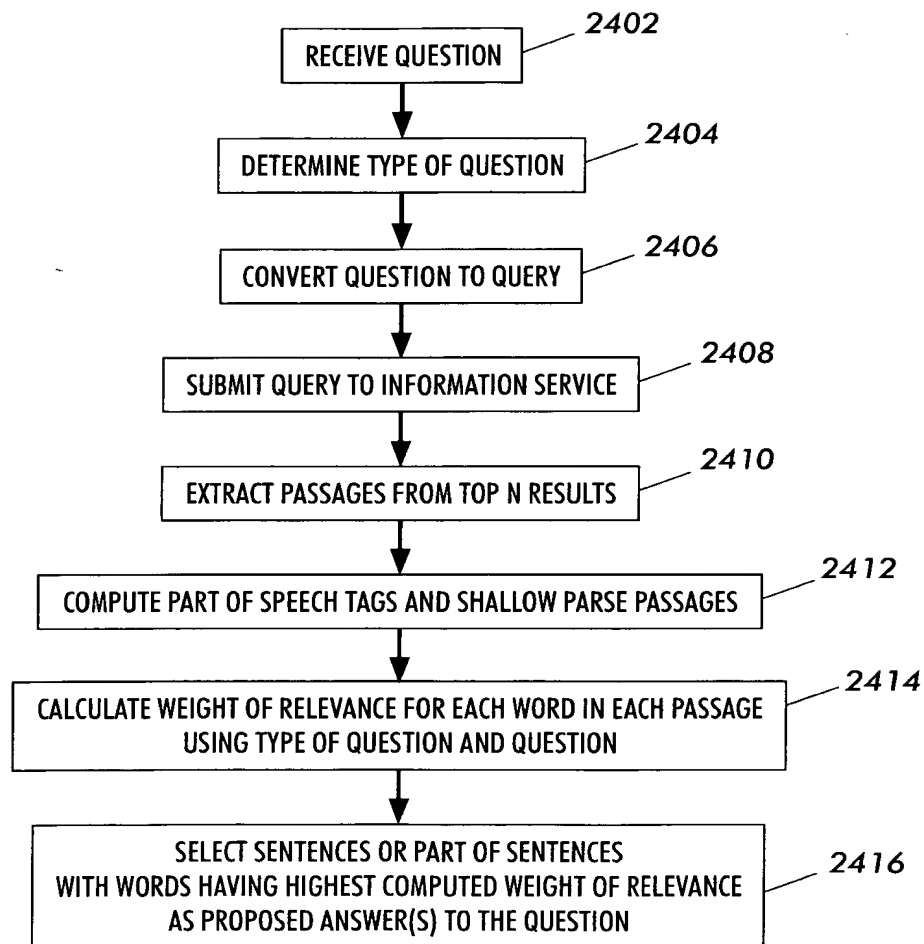 2402
RECEIVE QUESTION
2404
DETERMINE TYPE OF QUESTION
2406
CONVERT QUESTION TO QUERY
2408
SUBMIT QUERY TO INFORMATION SERVICE
2410
EXTRACT PASSAGES FROM TOP N RESULTS
2412
COMPUTE PART OF SPEECH TAGS AND SHALLOW PARSE PASSAGES
2414
CALCULATE WEIGHT OF RELEVANCE FOR EACH WORD IN EACH PASSAGE
USING TYPE OF QUESTION AND QUESTION
SELECT SENTENCES OR PART OF SENTENCES
2416
WITH WORDS HAVING HIGHEST COMPUTED WEIGHT OF RELEVANCE
AS PROPOSED ANSWER(S) TO THE QUESTION